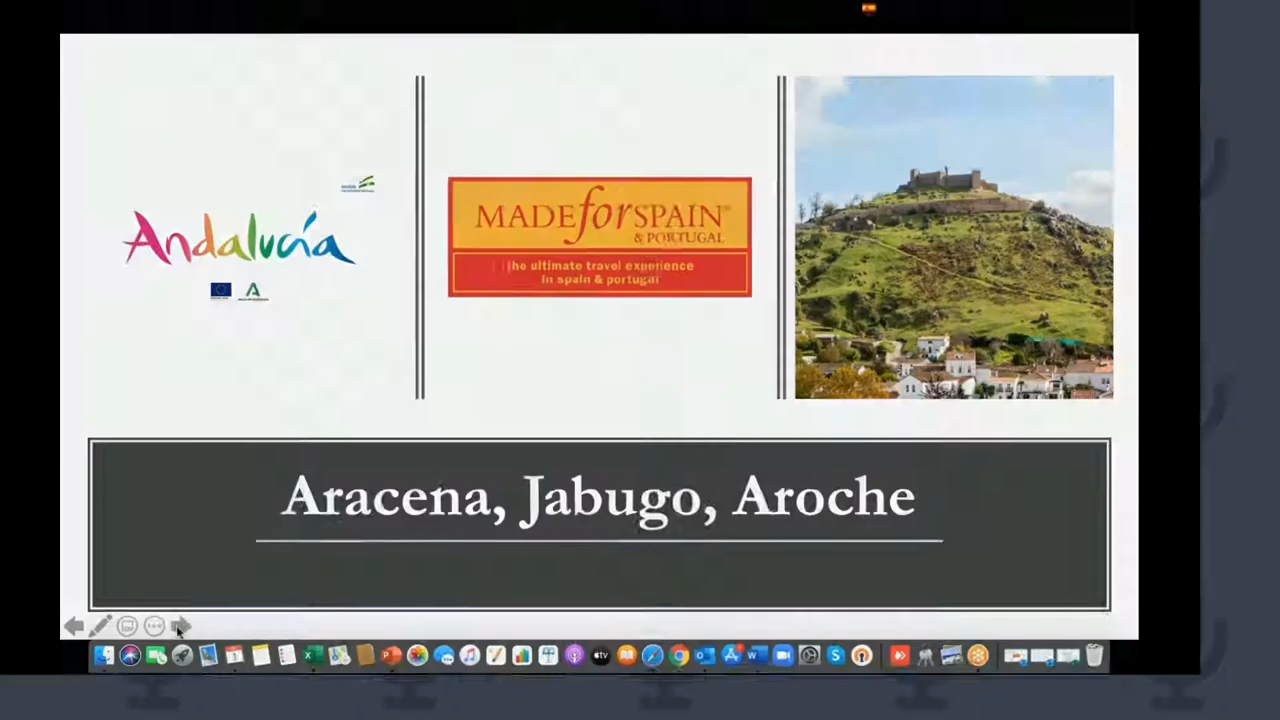 Andalucía
MADE for SPAIN
& PORTUGAL
the ultimate travel experience
in spain & portugal
Aracena, Jabugo, Aroche